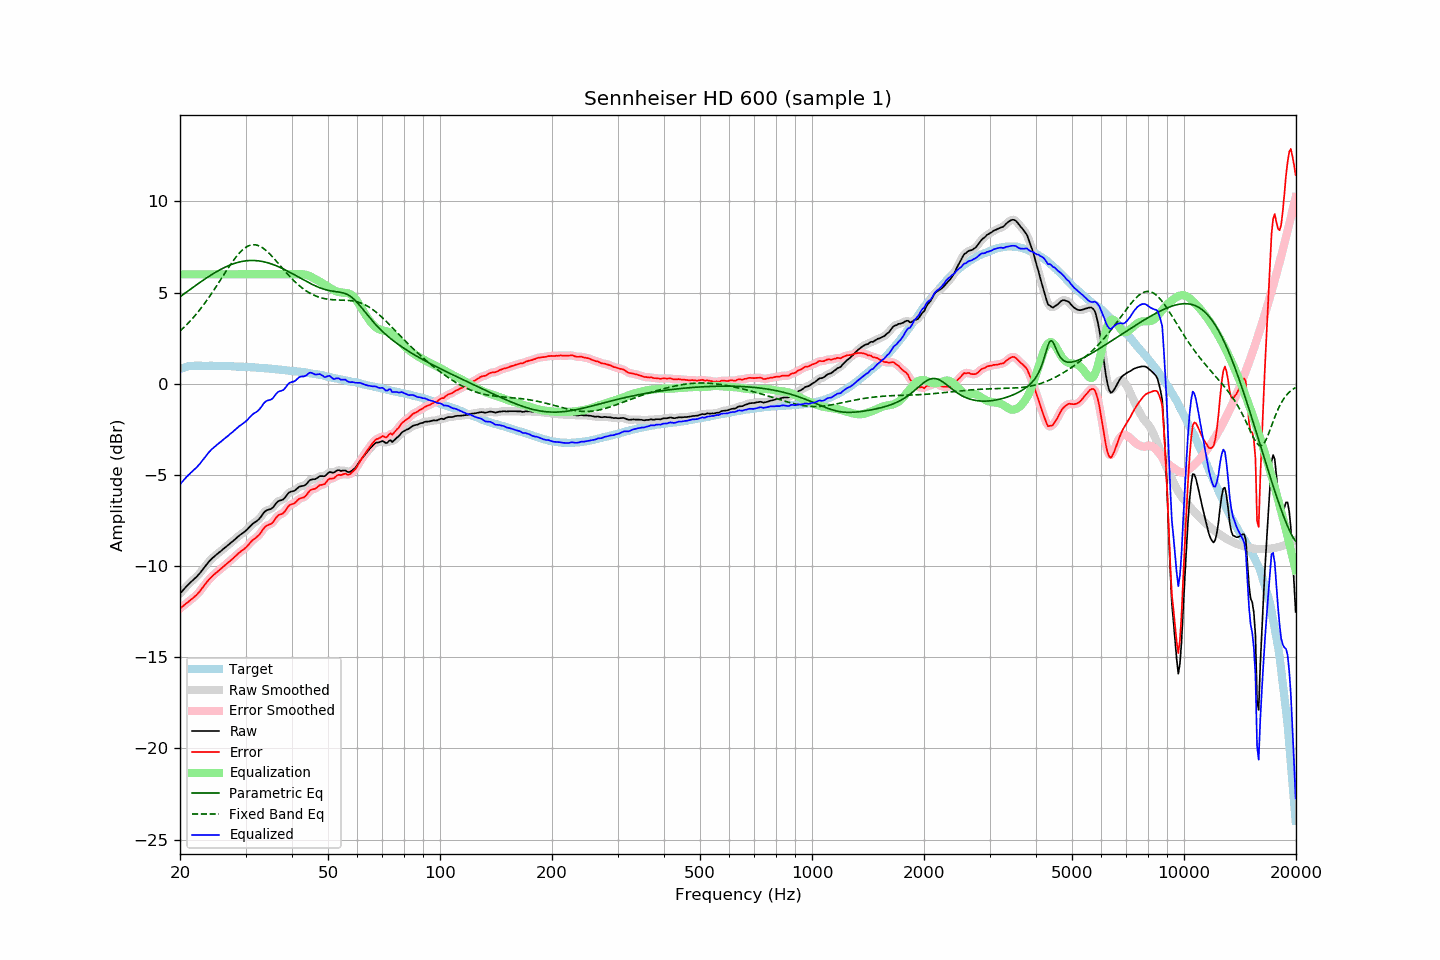 Sennheiser HD 600 (sample 1)
Amplitude (dBr)
10
5
0
−5
−10
−15
−20
−25
Target
Raw Smoothed
Error Smoothed
Raw
Error
Equalization
Parametric Eq
Fixed Band Eq
Equalized
20 50 100 200 500 1000 2000 5000 10000 20000
Frequency (Hz)